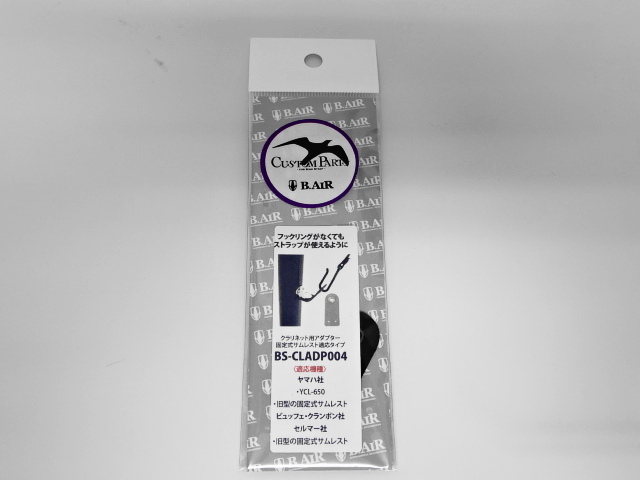 CUSTOM PARTS
B.AIR
フックリングがなくても
ストラップが使えるように
クラリネット用アダプター
固定式サムレスト適応タイプ
BS-CLADP004
(適応機種)
ヤマハ社
・YCL-650
・旧型の固定式サムレスト
ビュッフェ・クランポン社
セルマー社
・旧型の固定式サムレスト